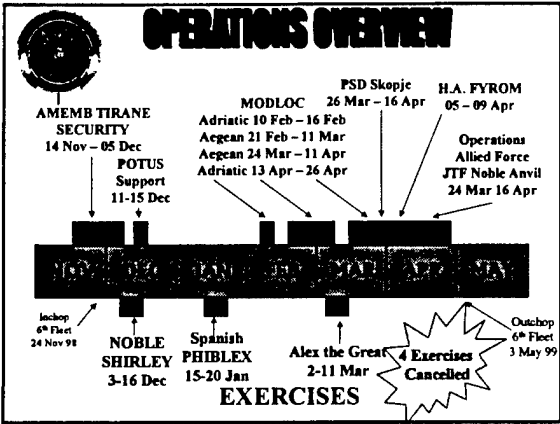 OPERATIONS OVERVIEW
AMEMB TIRANE
SECURITY
14 Nov – 05 Dec
POTUS
Support
11-15 Dec
MODLOC
Adriatic 10 Feb – 16 Feb
Aegean 21 Feb – 11 Mar
Aegean 24 Mar – 11 Apr
Adriatic 13 Apr – 26 Apr
PSD Skopje
26 Mar – 16 Apr
H.A. FYROM
05 – 09 Apr
Operations
Allied Force
JTF Noble Anvil
24 Mar 16 Apr
NOV DEC JAN FEB MAR APR MAY
Inchop
6th Fleet
24 Nov 98
NOBLE
SHIRLEY
3-16 Dec
Spanish
PHIBLEX
15-20 Jan
Alex the Great
2-11 Mar
4 Exercises
Cancelled
Outchop
6th Fleet
3 May 99
EXERCISES